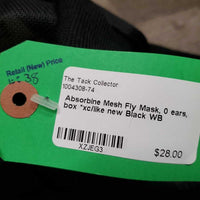 Retail (New) Price
38
The Tack Collector
1004308-74
Absorbine Mesh Fly Mask, 0 ears,
box *xc/like new Black WB
XZJEG3
$28.00